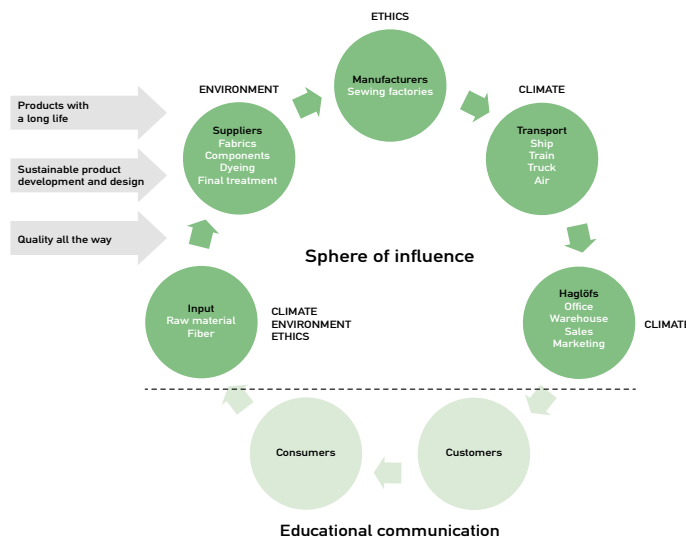 ETHICS
Manufacturers
Sewing factories
ENVIRONMENT
CLIMATE
Products with
a long life
Suppliers
Fabrics
Components
Dyeing
Final treatment
Transport
Ship
Train
Truck
Air
Sustainable product
development and design
Quality all the way
Sphere of influence
Input
Raw material
Fiber
CLIMATE
ENVIRONMENT
ETHICS
Haglöfs
Office
Warehouse
Sales
Marketing
CLIMATE
Consumers
Customers
Educational communication